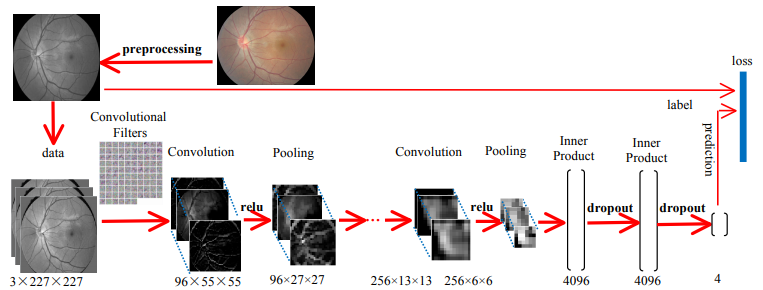 preprocessing
loss
label
prediction
Convolutional
Filters
data
Convolution
relu
Pooling
...
Convolution
relu
Pooling
Inner
Product
dropout
Inner
Product
dropout
3×227×227
96×55×55
96×27×27
256×13×13
256×6×6
4096
4096
4